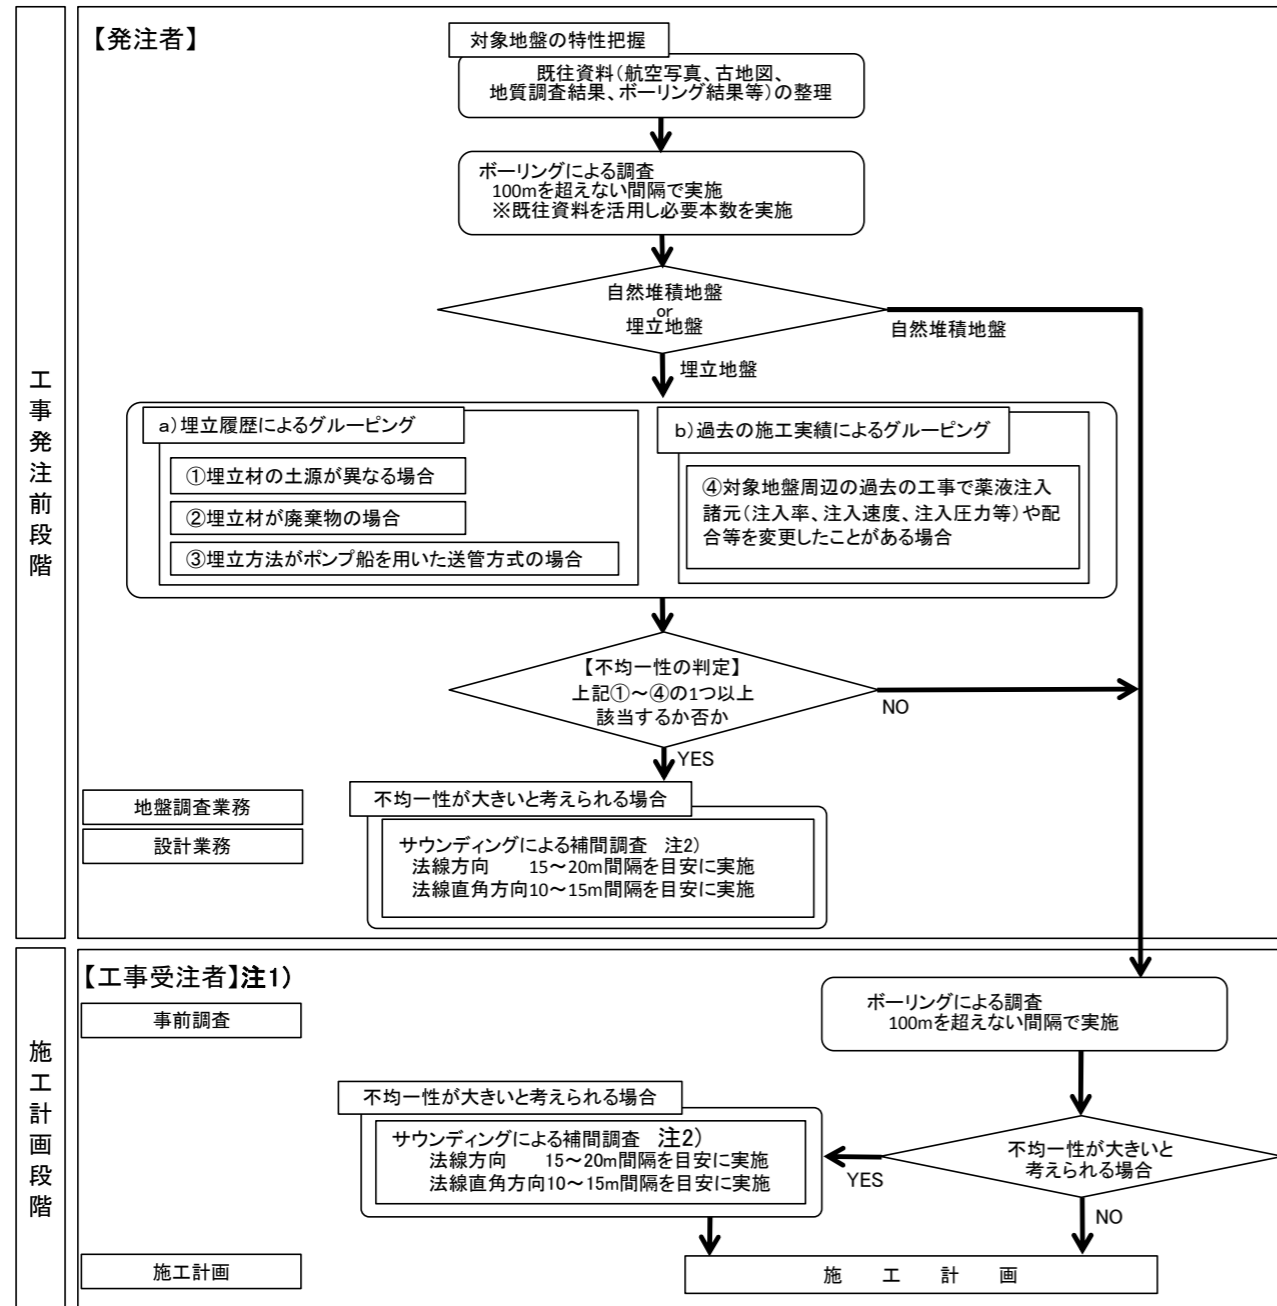 工事発注前段階
【発注者】
対象地盤の特性把握
既往資料(航空写真、古地図、
地質調査結果、ボーリング結果等)の整理
ボーリングによる調査
100mを超えない間隔で実施
※既往資料を活用し必要本数を実施
自然堆積地盤
or
埋立地盤
自然堆積地盤
埋立地盤
a)埋立履歴によるグルーピング
①埋立材の土源が異なる場合
②埋立材が廃棄物の場合
③埋立方法がポンプ船を用いた送管方式の場合
b)過去の施工実績によるグルーピング
④対象地盤周辺の過去の工事で薬液注入
諸元(注入率、注入速度、注入圧力等)や配
合等を変更したことがある場合
【不均一性の判定】
上記①～④の1つ以上
該当するか否か
NO
YES
地盤調査業務
設計業務
不均一性が大きいと考えられる場合
サウンディングによる補間調査 注2)
法線方向 15～20m間隔を目安に実施
法線直角方向10～15m間隔を目安に実施
施工計画段階
【工事受注者】注1)
事前調査
ボーリングによる調査
100mを超えない間隔で実施
不均一性が大きいと考えられる場合
サウンディングによる補間調査 注2)
法線方向 15～20m間隔を目安に実施
法線直角方向10～15m間隔を目安に実施
不均一性が大きいと
考えられる場合
YES
NO
施工計画
施 工 計 画